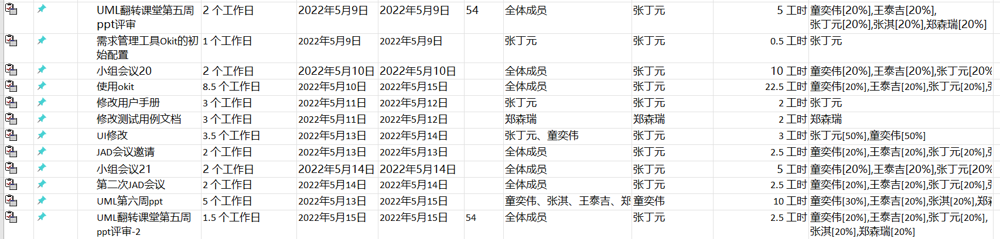 UML翻转课堂第五周ppt评审 2 个工作日 2022年5月9日 2022年5月9日 54 全体成员 张丁元 5 工时 童奕伟[20%],王泰吉[20%],张丁元[20%],张淇[20%],郑森瑞[20%]
需求管理工具Okit的初始配置 1 个工作日 2022年5月9日 2022年5月9日 张丁元 张丁元 0.5 工时 张丁元
小组会议20 2 个工作日 2022年5月10日 2022年5月10日 全体成员 张丁元 10 工时 童奕伟[20%],王泰吉[20%],张丁元[20%
使用okit 8.5 个工作日 2022年5月10日 2022年5月15日 全体成员 张丁元 22.5 工时 童奕伟[20%],王泰吉[20%],张丁元[20%],
修改用户手册 3 个工作日 2022年5月11日 2022年5月12日 张丁元 张丁元 2 工时 张丁元
修改测试用例文档 3 个工作日 2022年5月11日 2022年5月12日 郑森瑞 郑森瑞 2 工时 郑森瑞
UI修改 3.5 个工作日 2022年5月13日 2022年5月14日 张丁元、童奕伟 张丁元 3 工时 张丁元[50%],童奕伟[50%]
JAD会议邀请 2 个工作日 2022年5月13日 2022年5月13日 全体成员 张丁元 2.5 工时 童奕伟[20%],王泰吉[20%],张丁元[20%],
小组会议21 2 个工作日 2022年5月14日 2022年5月14日 全体成员 张丁元 5 工时 童奕伟[20%],王泰吉[20%],张丁元[20%
第二次JAD会议 2 个工作日 2022年5月14日 2022年5月14日 全体成员 张丁元 2.5 工时 童奕伟[20%],王泰吉[20%],张丁元[20%],
UML第六周ppt 5 个工作日 2022年5月13日 2022年5月15日 童奕伟、张淇、王泰吉、郑 童奕伟 10 工时 童奕伟[30%],王泰吉[20%],张淇[20%],郑
UML翻转课堂第五周ppt评审-2 1.5 个工作日 2022年5月15日 2022年5月15日 54 全体成员 张丁元 2.5 工时 童奕伟[20%],王泰吉[20%],张丁元[20%],张淇[20%],郑森瑞[20%]